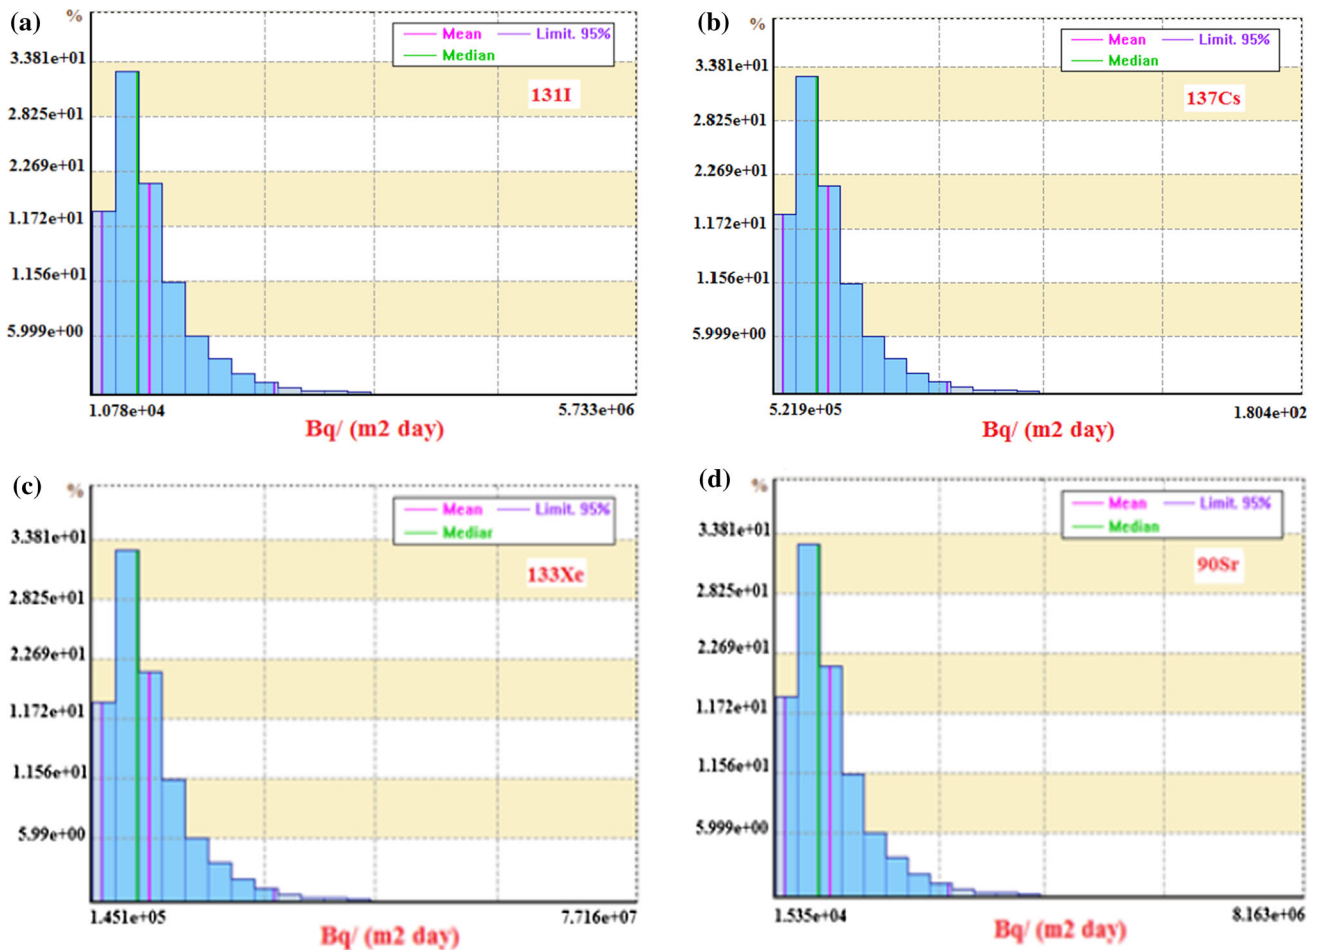 (a)
%
Mean Limit. 95%
Median
3.381e+01
131I
2.825e+01
2.269e+01
1.172e+01
1.156e+01
5.999e+00
1.078e+04 5.733e+06
Bq/ (m2 day)
(b)
%
Mean Limit. 95%
Median
3.381e+01
137Cs
2.825e+01
2.269e+01
1.172e+01
1.156e+01
5.999e+00
5.219e+05 1.804e+02
Bq/ (m2 day)
(c)
%
Mean Limit. 95%
Mediar
3.381e+01
133Xe
2.825e+01
2.269e+01
1.172e+01
1.156e+01
5.99e+00
1.451e+05 7.716e+07
Bq/ (m2 day)
(d)
%
Mean Limit. 95%
Median
3.381e+01
90Sr
2.825e+01
2.269e+01
1.172e+01
1.156e+01
5.999e+00
1.535e+04 8.163e+06
Bq/ (m2 day)